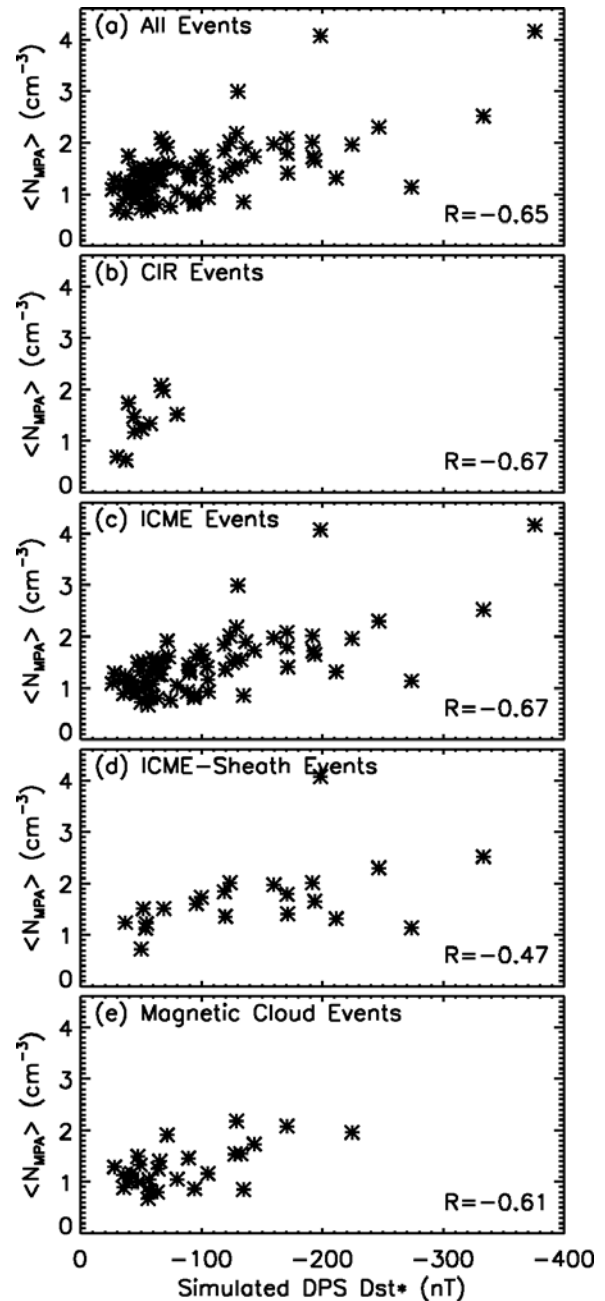 (a) All Events
<N_MPA> (cm⁻³)
4
3
2
1
0
R=−0.65
(b) CIR Events
<N_MPA> (cm⁻³)
4
3
2
1
0
R=−0.67
(c) ICME Events
<N_MPA> (cm⁻³)
4
3
2
1
0
R=−0.67
(d) ICME−Sheath Events
<N_MPA> (cm⁻³)
4
3
2
1
0
R=−0.47
(e) Magnetic Cloud Events
<N_MPA> (cm⁻³)
4
3
2
1
0
R=−0.61
0 −100 −200 −300 −400
Simulated DPS Dst* (nT)